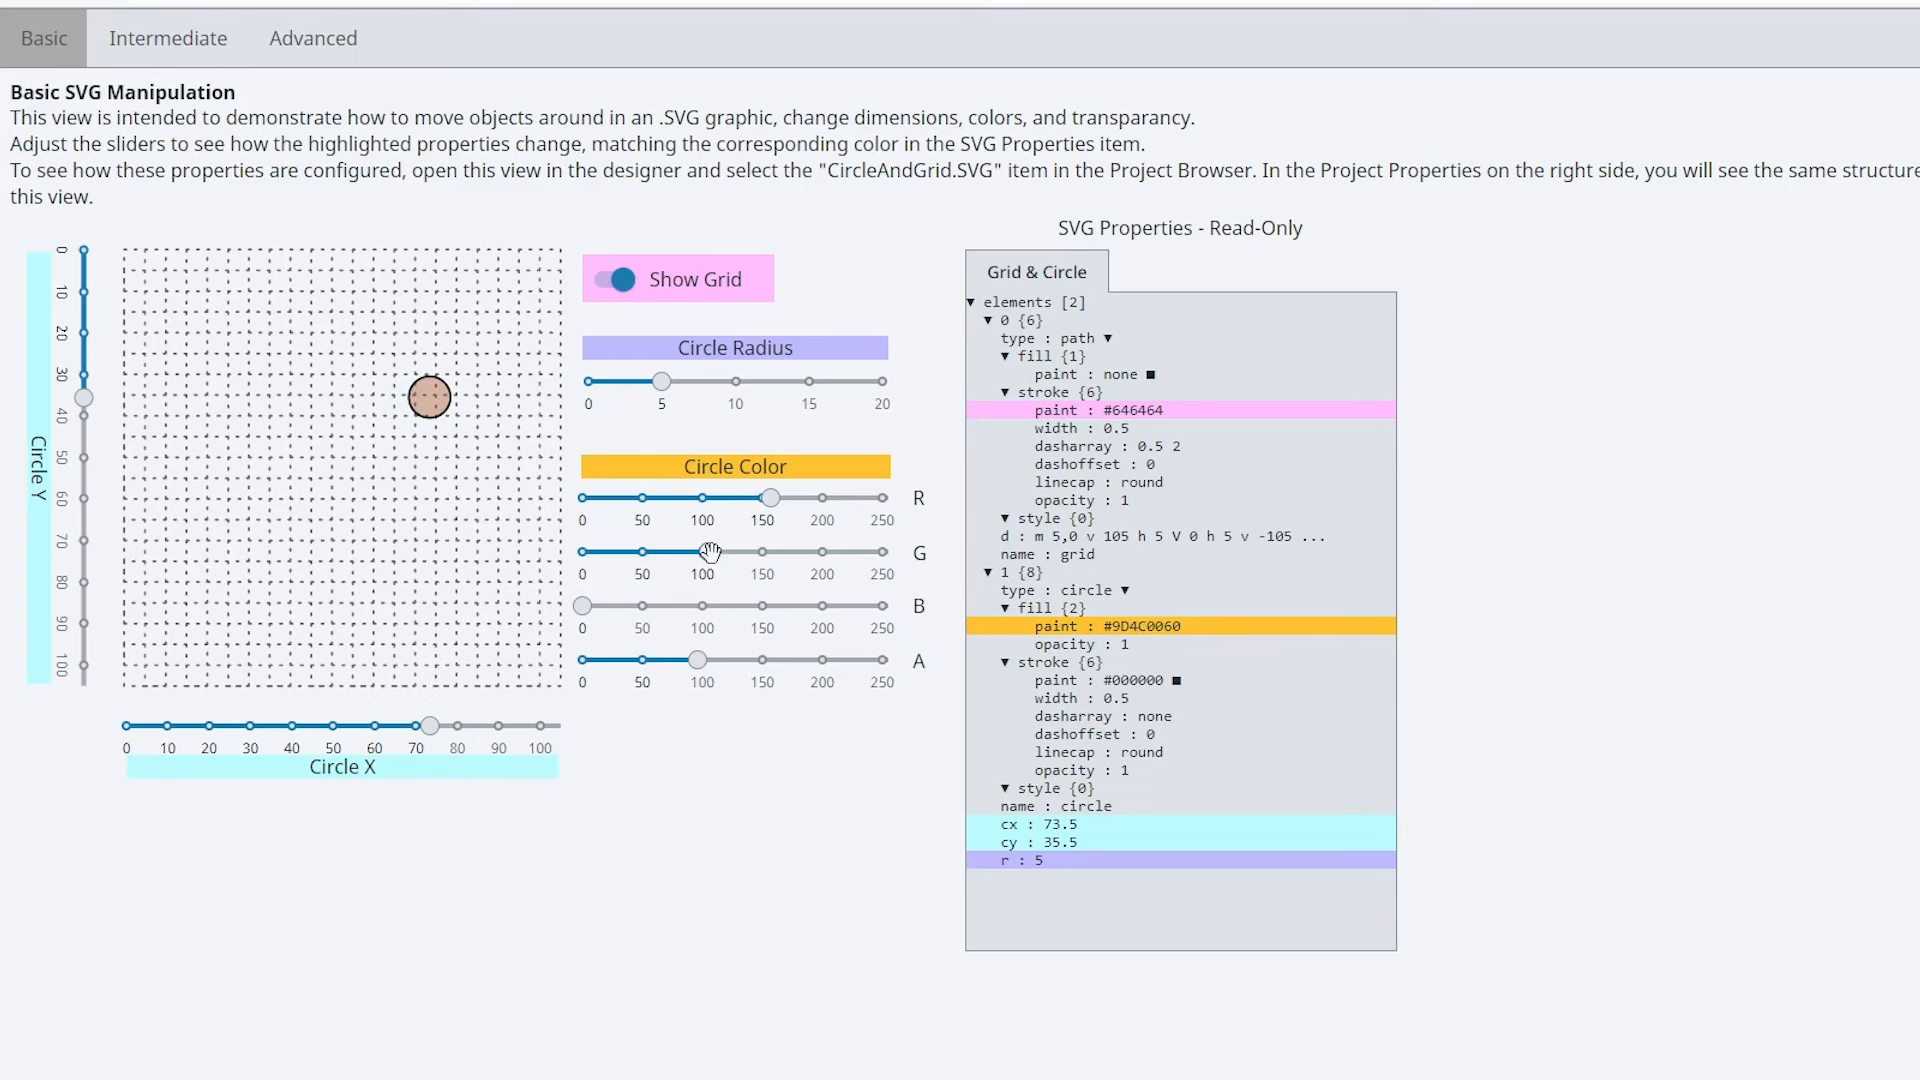 Basic Intermediate Advanced
Basic SVG Manipulation
This view is intended to demonstrate how to move objects around in an .SVG graphic, change dimensions, colors, and transparancy.
Adjust the sliders to see how the highlighted properties change, matching the corresponding color in the SVG Properties item.
To see how these properties are configured, open this view in the designer and select the "CircleAndGrid.SVG" item in the Project Browser. In the Project Properties on the right side, you will see the same structure
this view.
Circle Y
0
10
20
30
40
50
60
70
80
90
100
0 10 20 30 40 50 60 70 80 90 100
Circle X
Show Grid
Circle Radius
0 5 10 15 20
Circle Color
R
0 50 100 150 200 250
G
0 50 100 150 200 250
B
0 50 100 150 200 250
A
0 50 100 150 200 250
SVG Properties - Read-Only
Grid & Circle
▼ elements [2]
▼ 0 {6}
type : path ▼
▼ fill {1}
paint : none ■
▼ stroke {6}
paint : #646464
width : 0.5
dasharray : 0.5 2
dashoffset : 0
linecap : round
opacity : 1
▼ style {0}
d : m 5,0 v 105 h 5 V 0 h 5 v -105 ...
name : grid
▼ 1 {8}
type : circle ▼
▼ fill {2}
paint : #9D4C0060
opacity : 1
▼ stroke {6}
paint : #000000 ■
width : 0.5
dasharray : none
dashoffset : 0
linecap : round
opacity : 1
▼ style {0}
name : circle
cx : 73.5
cy : 35.5
r : 5